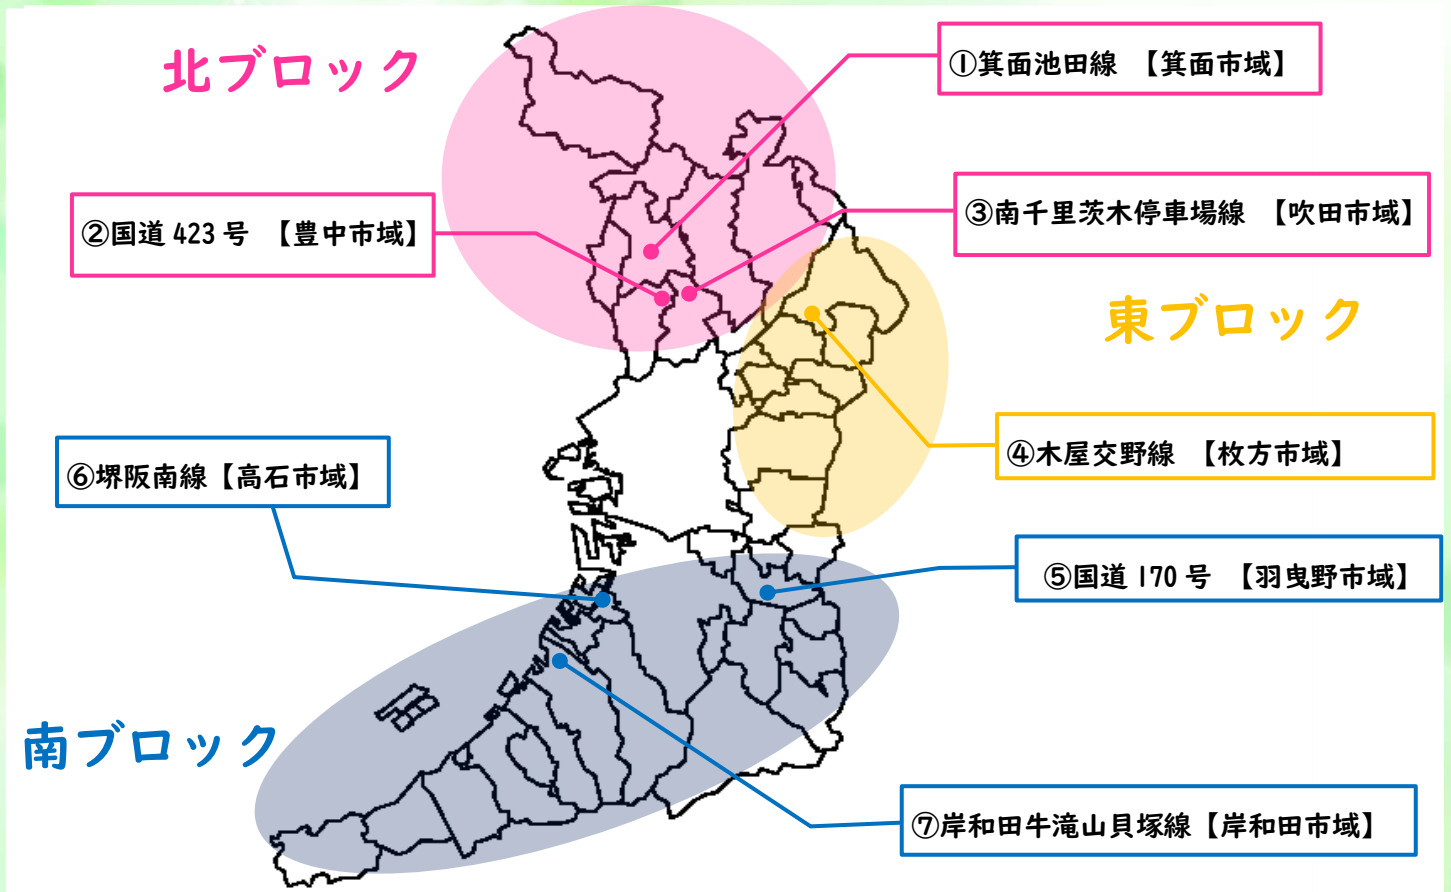 北ブロック
①箕面池田線 【箕面市域】
②国道 423 号 【豊中市域】
③南千里茨木停車場線 【吹田市域】
東ブロック
④木屋交野線 【枚方市域】
⑥堺阪南線【高石市域】
⑤国道 170 号 【羽曳野市域】
南ブロック
⑦岸和田牛滝山貝塚線【岸和田市域】